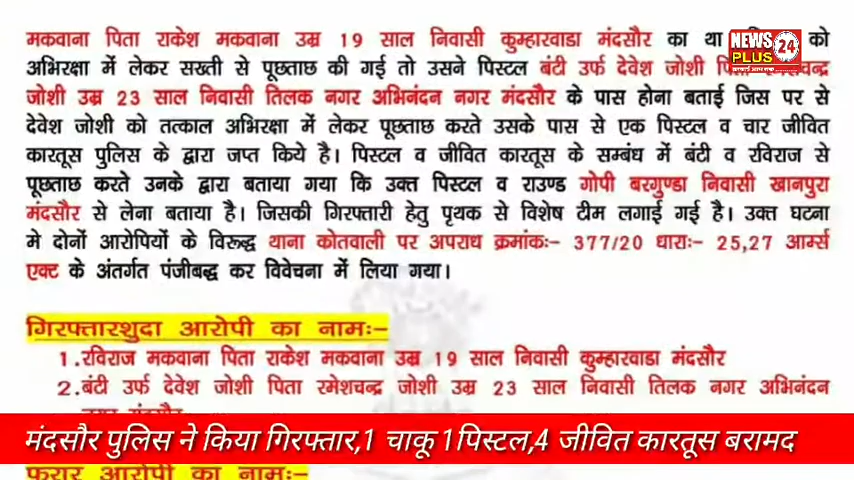 मकवाना पिता राकेश मकवाना उम्र 19 साल निवासी कुम्हारवाडा मंदसौर का था को
NEWS 24
PLUS
अभिरक्षा में लेकर सख्ती से पूछताछ की गई तो उसने पिस्टल बंटी उर्फ देवेश जोशी
जोशी उम्र 23 साल निवासी तिलक नगर अभिनंदन नगर मंदसौर के पास होना बताई जिस पर से
देवेश जोशी को तत्काल अभिरक्षा में लेकर पूछताछ करते उसके पास से एक पिस्टल व चार जीवित
कारतूस पुलिस के द्वारा जप्त किये है। पिस्टल व जीवित कारतूस के सम्बंध में बंटी व रविराज से
पूछताछ करते उनके द्वारा बताया गया कि उक्त पिस्टल व राउण्ड गोपी बरगुण्डा निवासी खानपुरा
मंदसौर से लेना बताया है। जिसकी गिरफ्तारी हेतु पृथक से विशेष टीम लगाई गई है। उक्त घटना
मे दोनों आरोपियों के विरूद्ध थाना कोतवाली पर अपराध क्रमांक:- 377/20 धारा:- 25,27 आर्म्स
एक्ट के अंतर्गत पंजीबद्ध कर विवेचना में लिया गया।
गिरफ्तारशुदा आरोपी का नाम:-
1.रविराज मकवाना पिता राकेश मकवाना उम्र 19 साल निवासी कुम्हारवाडा मंदसौर
2.बंटी उर्फ देवेश जोशी पिता रमेशचन्द्र जोशी उम्र 23 साल निवासी तिलक नगर अभिनंदन
मंदसौर पुलिस ने किया गिरफ्तार,1 चाकू 1पिस्टल,4 जीवित कारतूस बरामद
फरार आरोपी का नाम:-